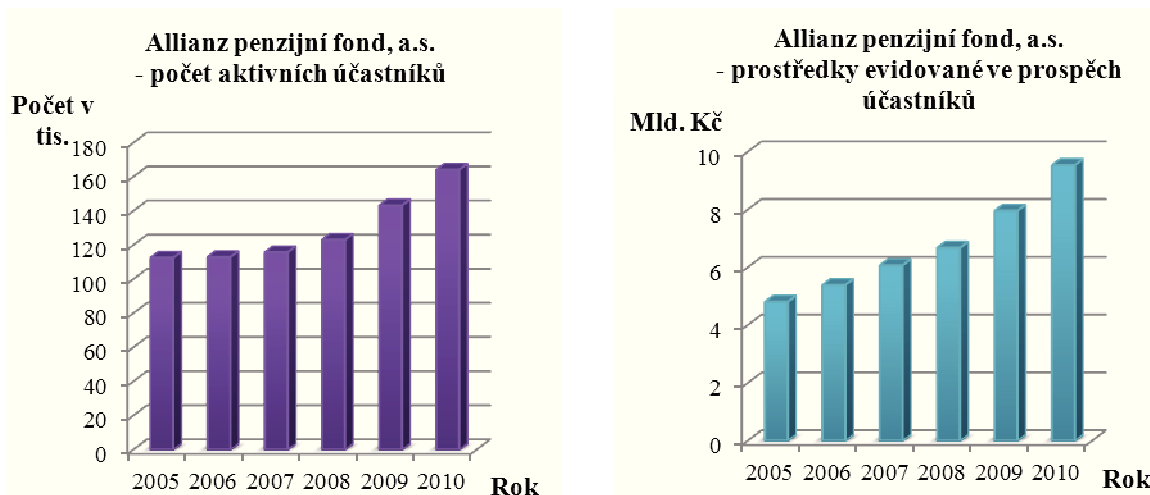 Allianz penzijní fond, a.s.
- počet aktivních účastníků
Počet v
tis.
180
160
140
120
100
80
60
40
20
0
2005 2006 2007 2008 2009 2010
Rok
Allianz penzijní fond, a.s.
- prostředky evidované ve prospěch
účastníků
Mld. Kč
10
8
6
4
2
0
2005 2006 2007 2008 2009 2010
Rok